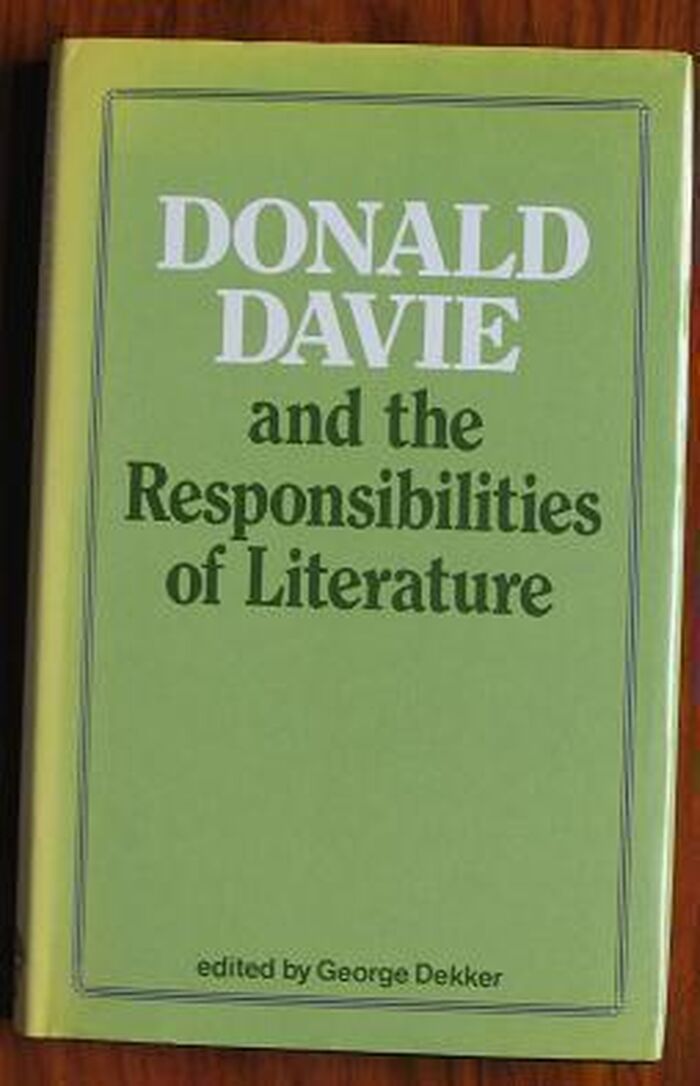 DONALD
DAVIE
and the
Responsibilities
of Literature
edited by George Dekker